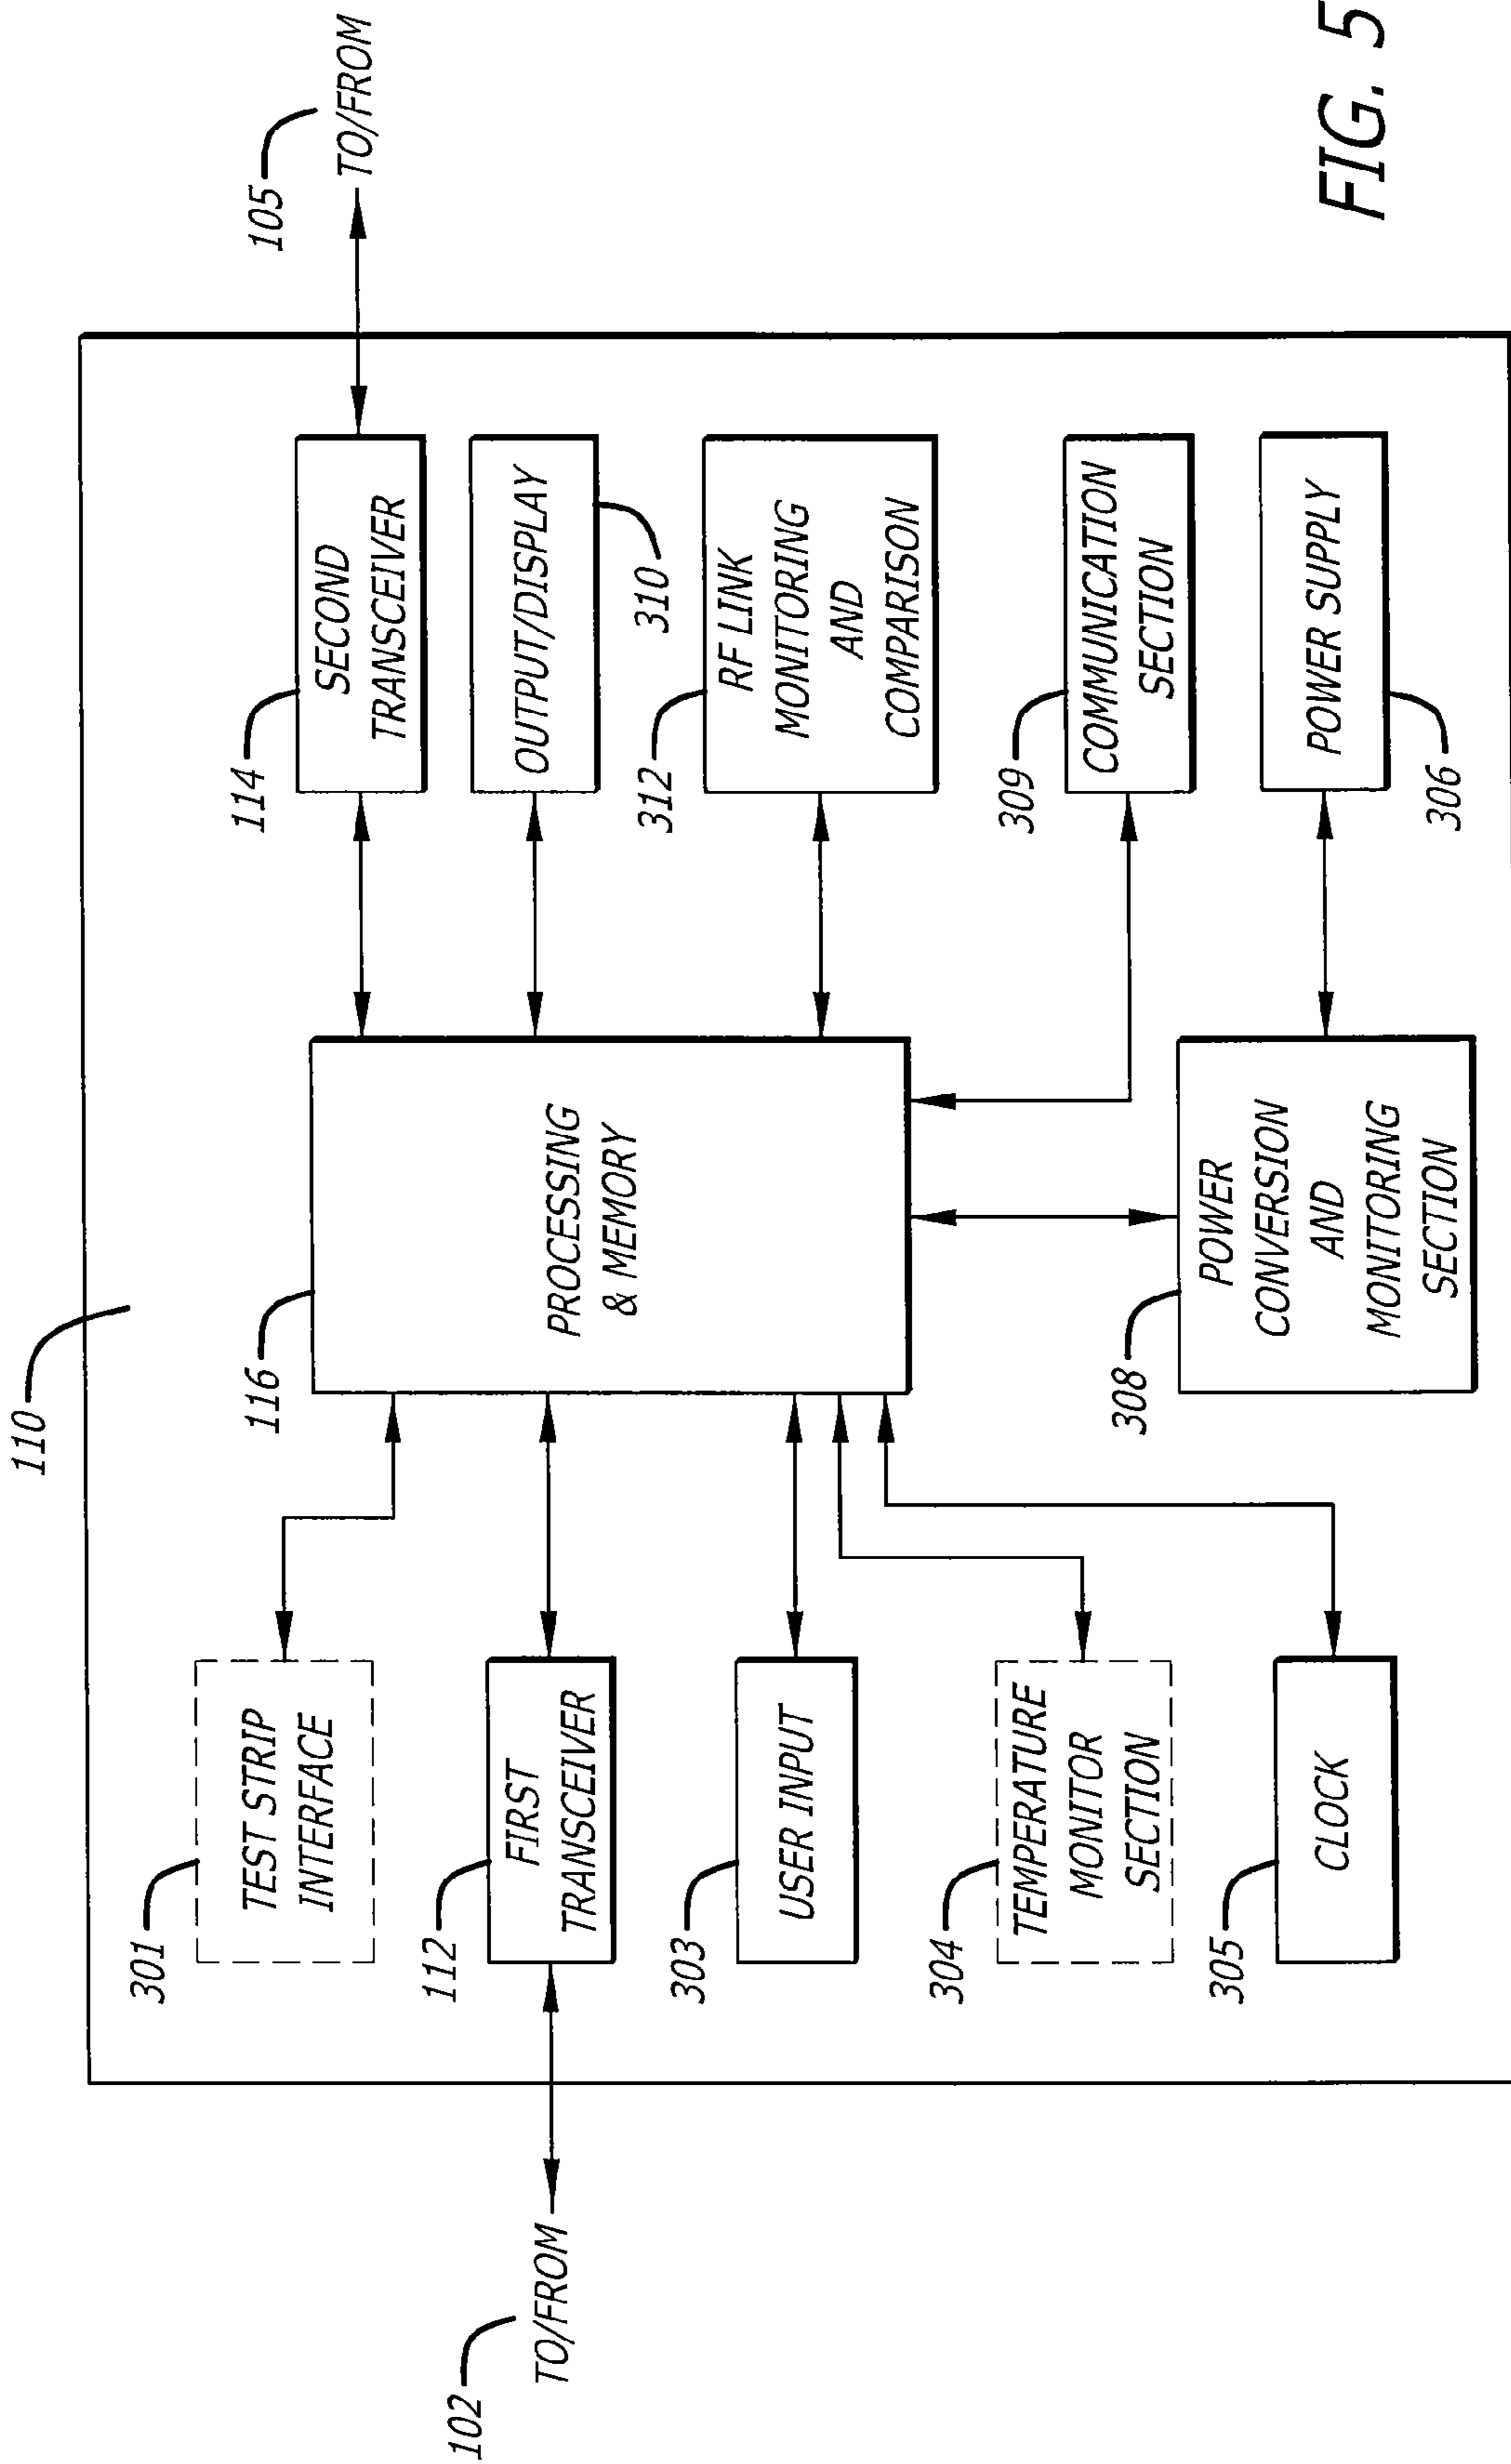 110
102
TO/FROM
105
TO/FROM
301
TEST STRIP
INTERFACE
112
FIRST
TRANSCEIVER
303
USER INPUT
304
TEMPERATURE
MONITOR
SECTION
305
CLOCK
116
PROCESSING
& MEMORY
308
POWER
CONVERSION
AND
MONITORING
SECTION
114
SECOND
TRANSCEIVER
OUTPUT/DISPLAY
310
312
RF LINK
MONITORING
AND
COMPARISON
309
COMMUNICATION
SECTION
POWER SUPPLY
306
FIG. 5